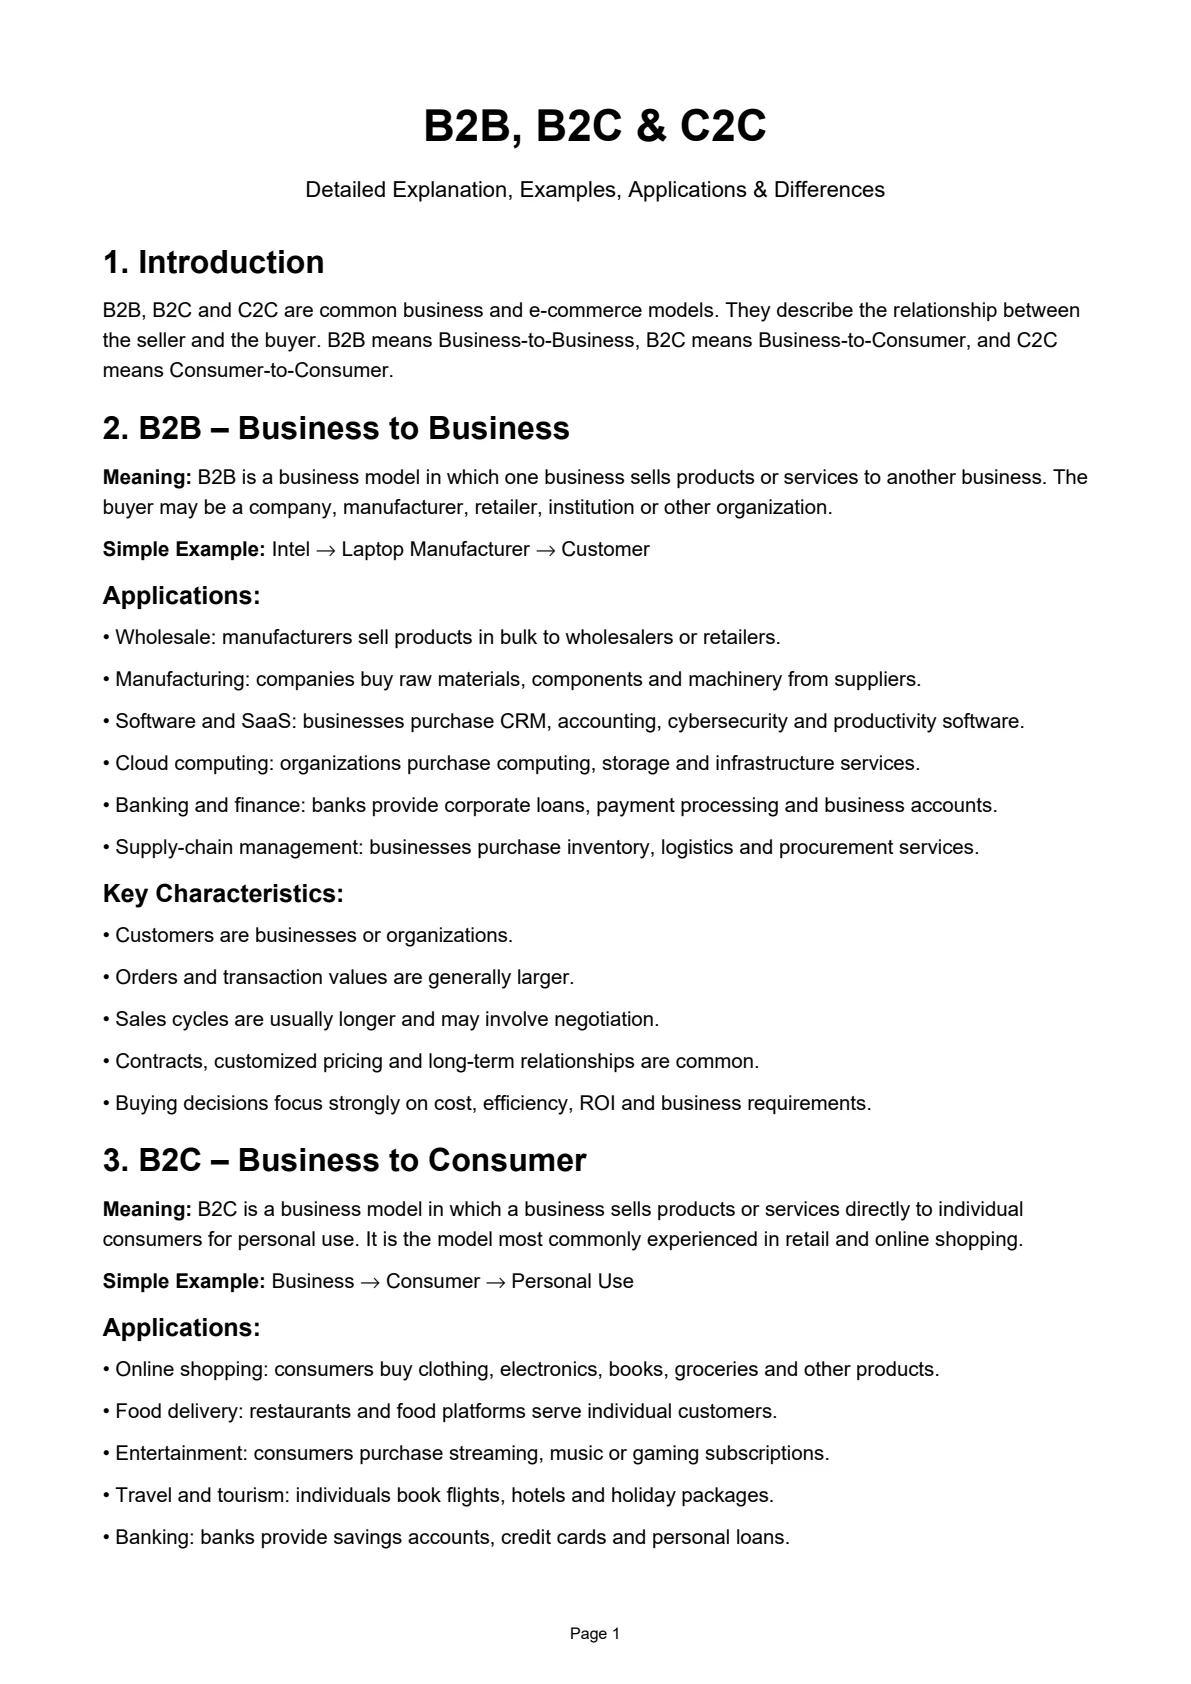 B2B, B2C & C2C
Detailed Explanation, Examples, Applications & Differences
1. Introduction
B2B, B2C and C2C are common business and e-commerce models. They describe the relationship between
the seller and the buyer. B2B means Business-to-Business, B2C means Business-to-Consumer, and C2C
means Consumer-to-Consumer.
2. B2B – Business to Business
Meaning: B2B is a business model in which one business sells products or services to another business. The
buyer may be a company, manufacturer, retailer, institution or other organization.
Simple Example: Intel → Laptop Manufacturer → Customer
Applications:
• Wholesale: manufacturers sell products in bulk to wholesalers or retailers.
• Manufacturing: companies buy raw materials, components and machinery from suppliers.
• Software and SaaS: businesses purchase CRM, accounting, cybersecurity and productivity software.
• Cloud computing: organizations purchase computing, storage and infrastructure services.
• Banking and finance: banks provide corporate loans, payment processing and business accounts.
• Supply-chain management: businesses purchase inventory, logistics and procurement services.
Key Characteristics:
• Customers are businesses or organizations.
• Orders and transaction values are generally larger.
• Sales cycles are usually longer and may involve negotiation.
• Contracts, customized pricing and long-term relationships are common.
• Buying decisions focus strongly on cost, efficiency, ROI and business requirements.
3. B2C – Business to Consumer
Meaning: B2C is a business model in which a business sells products or services directly to individual
consumers for personal use. It is the model most commonly experienced in retail and online shopping.
Simple Example: Business → Consumer → Personal Use
Applications:
• Online shopping: consumers buy clothing, electronics, books, groceries and other products.
• Food delivery: restaurants and food platforms serve individual customers.
• Entertainment: consumers purchase streaming, music or gaming subscriptions.
• Travel and tourism: individuals book flights, hotels and holiday packages.
• Banking: banks provide savings accounts, credit cards and personal loans.
Page 1